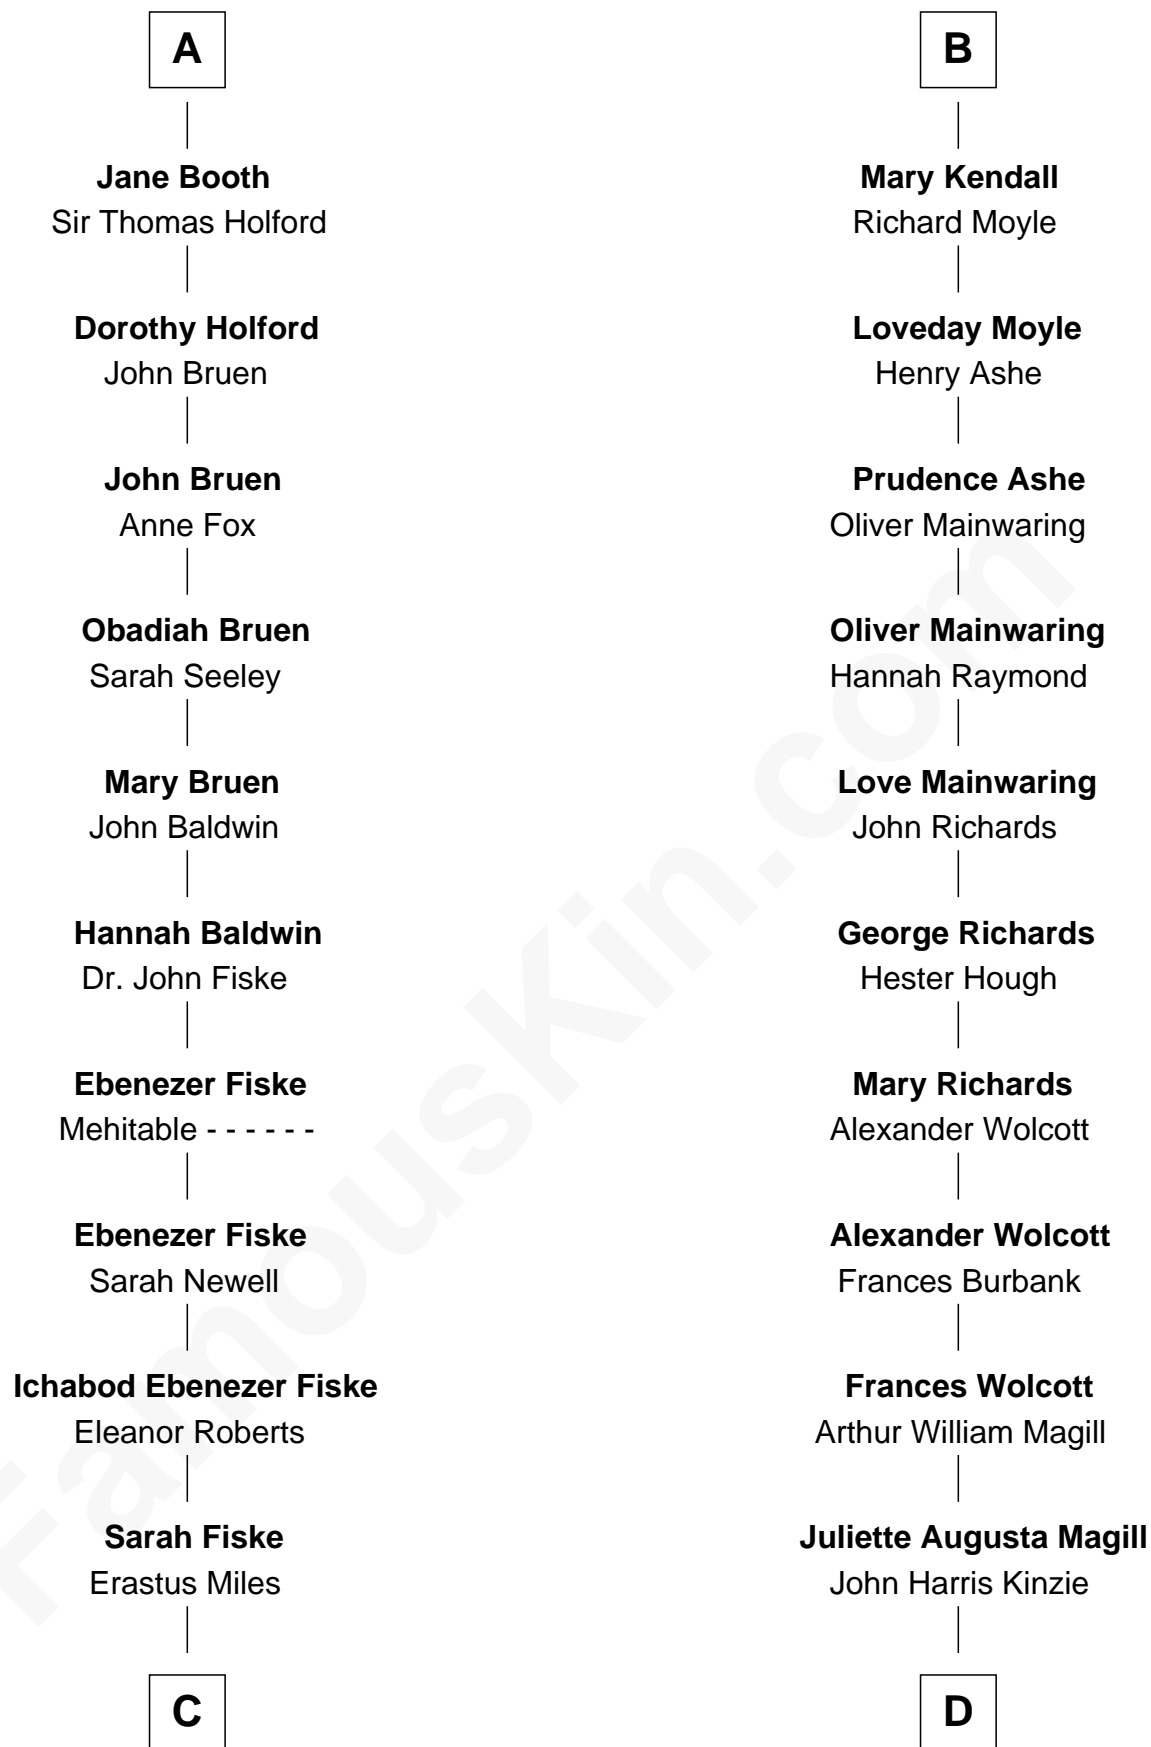 A
Jane Booth
Sir Thomas Holford
Dorothy Holford
John Bruen
John Bruen
Anne Fox
Obadiah Bruen
Sarah Seeley
Mary Bruen
John Baldwin
Hannah Baldwin
Dr. John Fiske
Ebenezer Fiske
Mehitable - - - - - -
Ebenezer Fiske
Sarah Newell
Ichabod Ebenezer Fiske
Eleanor Roberts
Sarah Fiske
Erastus Miles
C
B
Mary Kendall
Richard Moyle
Loveday Moyle
Henry Ashe
Prudence Ashe
Oliver Mainwaring
Oliver Mainwaring
Hannah Raymond
Love Mainwaring
John Richards
George Richards
Hester Hough
Mary Richards
Alexander Wolcott
Alexander Wolcott
Frances Burbank
Frances Wolcott
Arthur William Magill
Juliette Augusta Magill
John Harris Kinzie
D
FamousKin.com